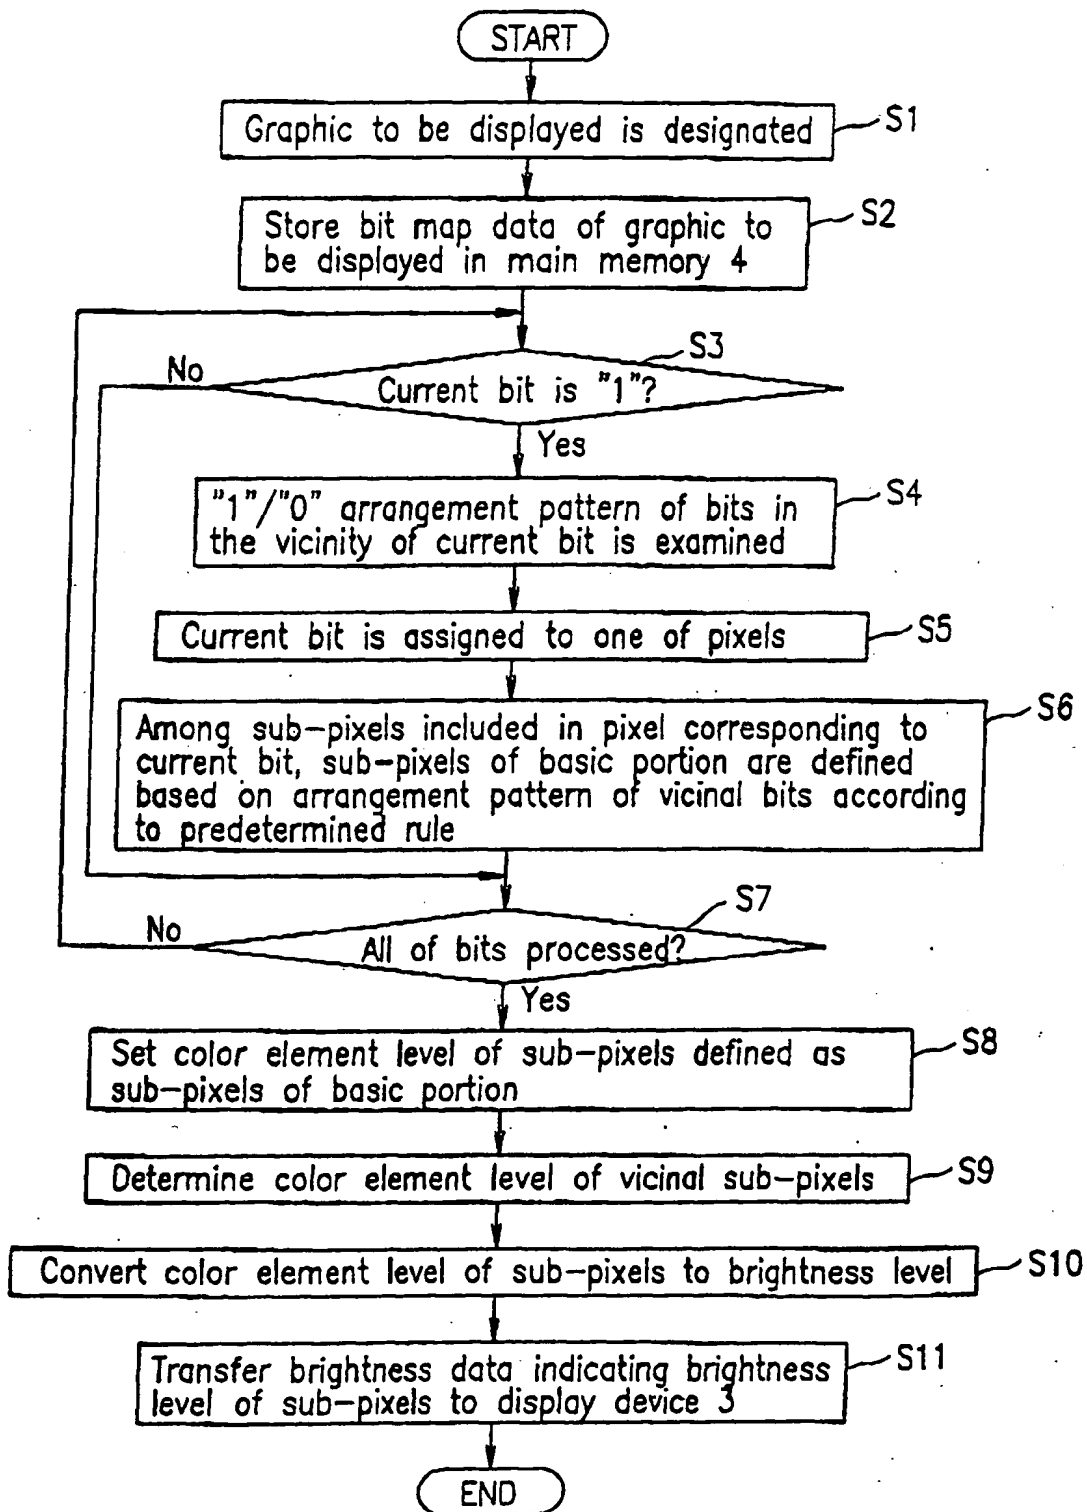 START
Graphic to be displayed is designated
S1
Store bit map data of graphic to
be displayed in main memory 4
S2
S3
No
Current bit is "1"?
Yes
"1"/"0" arrangement pattern of bits in
the vicinity of current bit is examined
S4
Current bit is assigned to one of pixels
S5
Among sub-pixels included in pixel corresponding to
current bit, sub-pixels of basic portion are defined
based on arrangement pattern of vicinal bits according
to predetermined rule
S6
S7
No
All of bits processed?
Yes
Set color element level of sub-pixels defined as
sub-pixels of basic portion
S8
Determine color element level of vicinal sub-pixels
S9
Convert color element level of sub-pixels to brightness level
S10
Transfer brightness data indicating brightness
level of sub-pixels to display device 3
S11
END